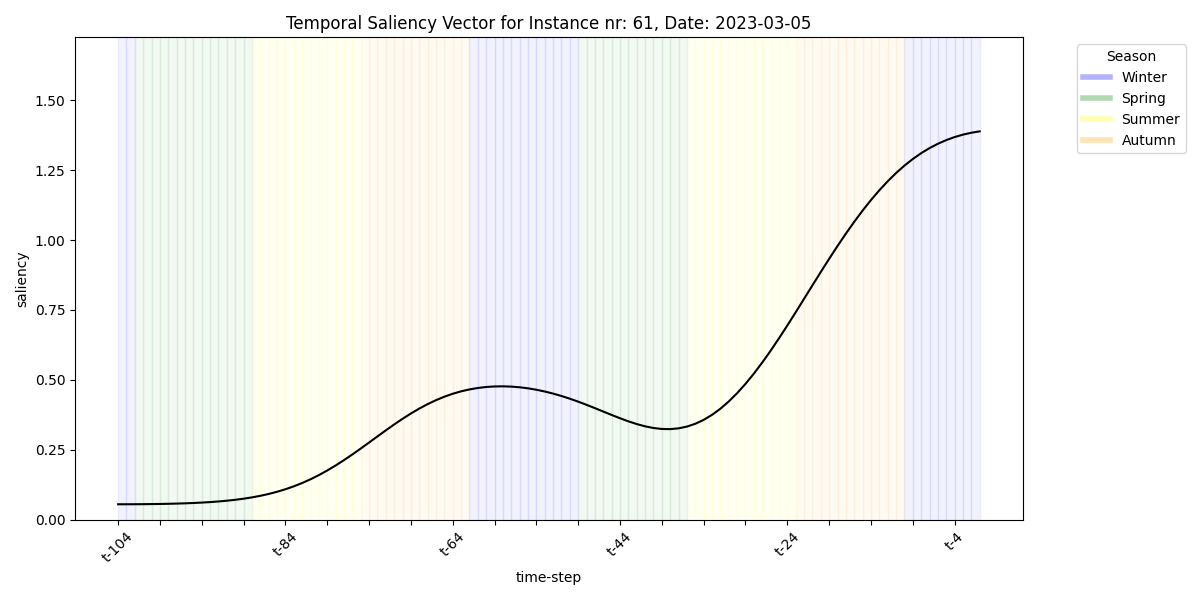 Temporal Saliency Vector for Instance nr: 61, Date: 2023-03-05
Season
Winter
Spring
Summer
Autumn
saliency
1.50
1.25
1.00
0.75
0.50
0.25
0.00
t-104
t-84
t-64
t-44
t-24
t-4
time-step